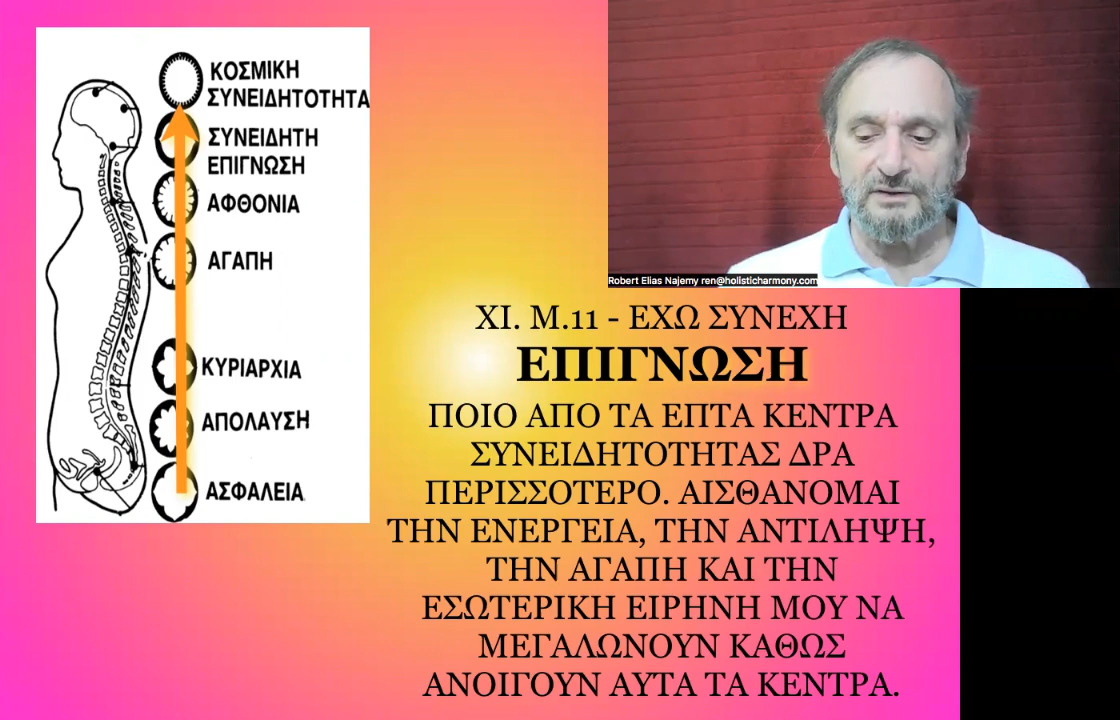 ΚΟΣΜΙΚΗ
ΣΥΝΕΙΔΗΤΟΤΗΤΑ
ΣΥΝΕΙΔΗΤΗ
ΕΠΙΓΝΩΣΗ
ΑΦΘΟΝΙΑ
ΑΓΑΠΗ
ΚΥΡΙΑΡΧΙΑ
ΑΠΟΛΑΥΣΗ
ΑΣΦΑΛΕΙΑ
Robert Elias Najemy ren@holisticharmony.com
ΧΙ. Μ.11 - ΕΧΩ ΣΥΝΕΧΗ
ΕΠΙΓΝΩΣΗ
ΠΟΙΟ ΑΠΟ ΤΑ ΕΠΤΑ ΚΕΝΤΡΑ
ΣΥΝΕΙΔΗΤΟΤΗΤΑΣ ΔΡΑ
ΠΕΡΙΣΣΟΤΕΡΟ. ΑΙΣΘΑΝΟΜΑΙ
ΤΗΝ ΕΝΕΡΓΕΙΑ, ΤΗΝ ΑΝΤΙΛΗΨΗ,
ΤΗΝ ΑΓΑΠΗ ΚΑΙ ΤΗΝ
ΕΣΩΤΕΡΙΚΗ ΕΙΡΗΝΗ ΜΟΥ ΝΑ
ΜΕΓΑΛΩΝΟΥΝ ΚΑΘΩΣ
ΑΝΟΙΓΟΥΝ ΑΥΤΑ ΤΑ ΚΕΝΤΡΑ.